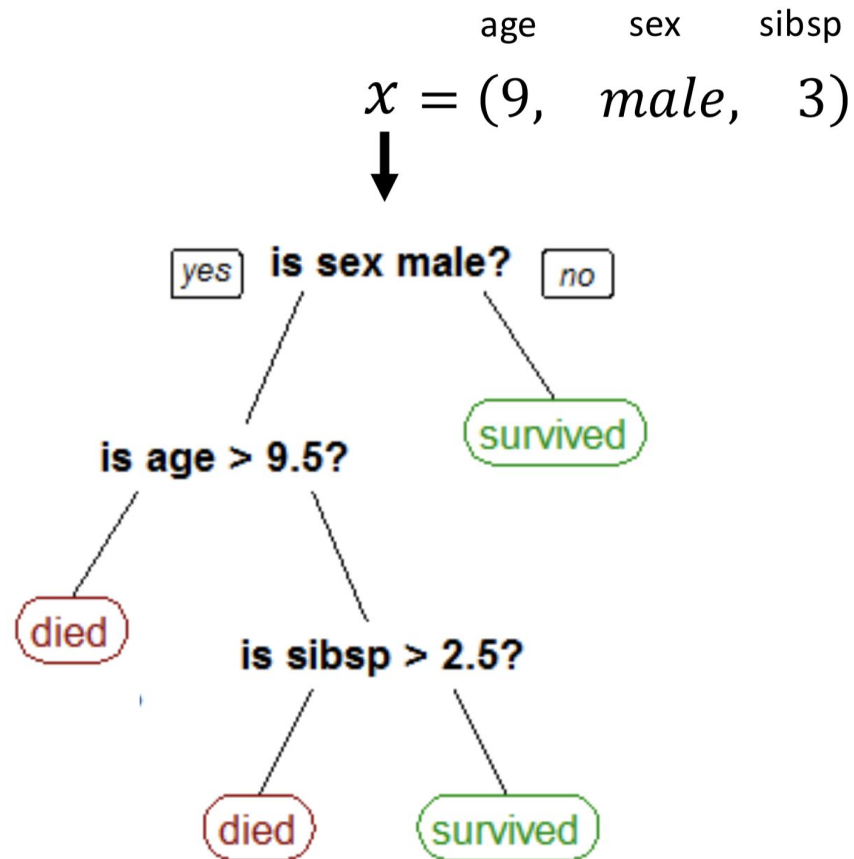 age sex sibsp
x = (9, male, 3)
yes is sex male? no
survived
is age > 9.5?
died
is sibsp > 2.5?
died survived